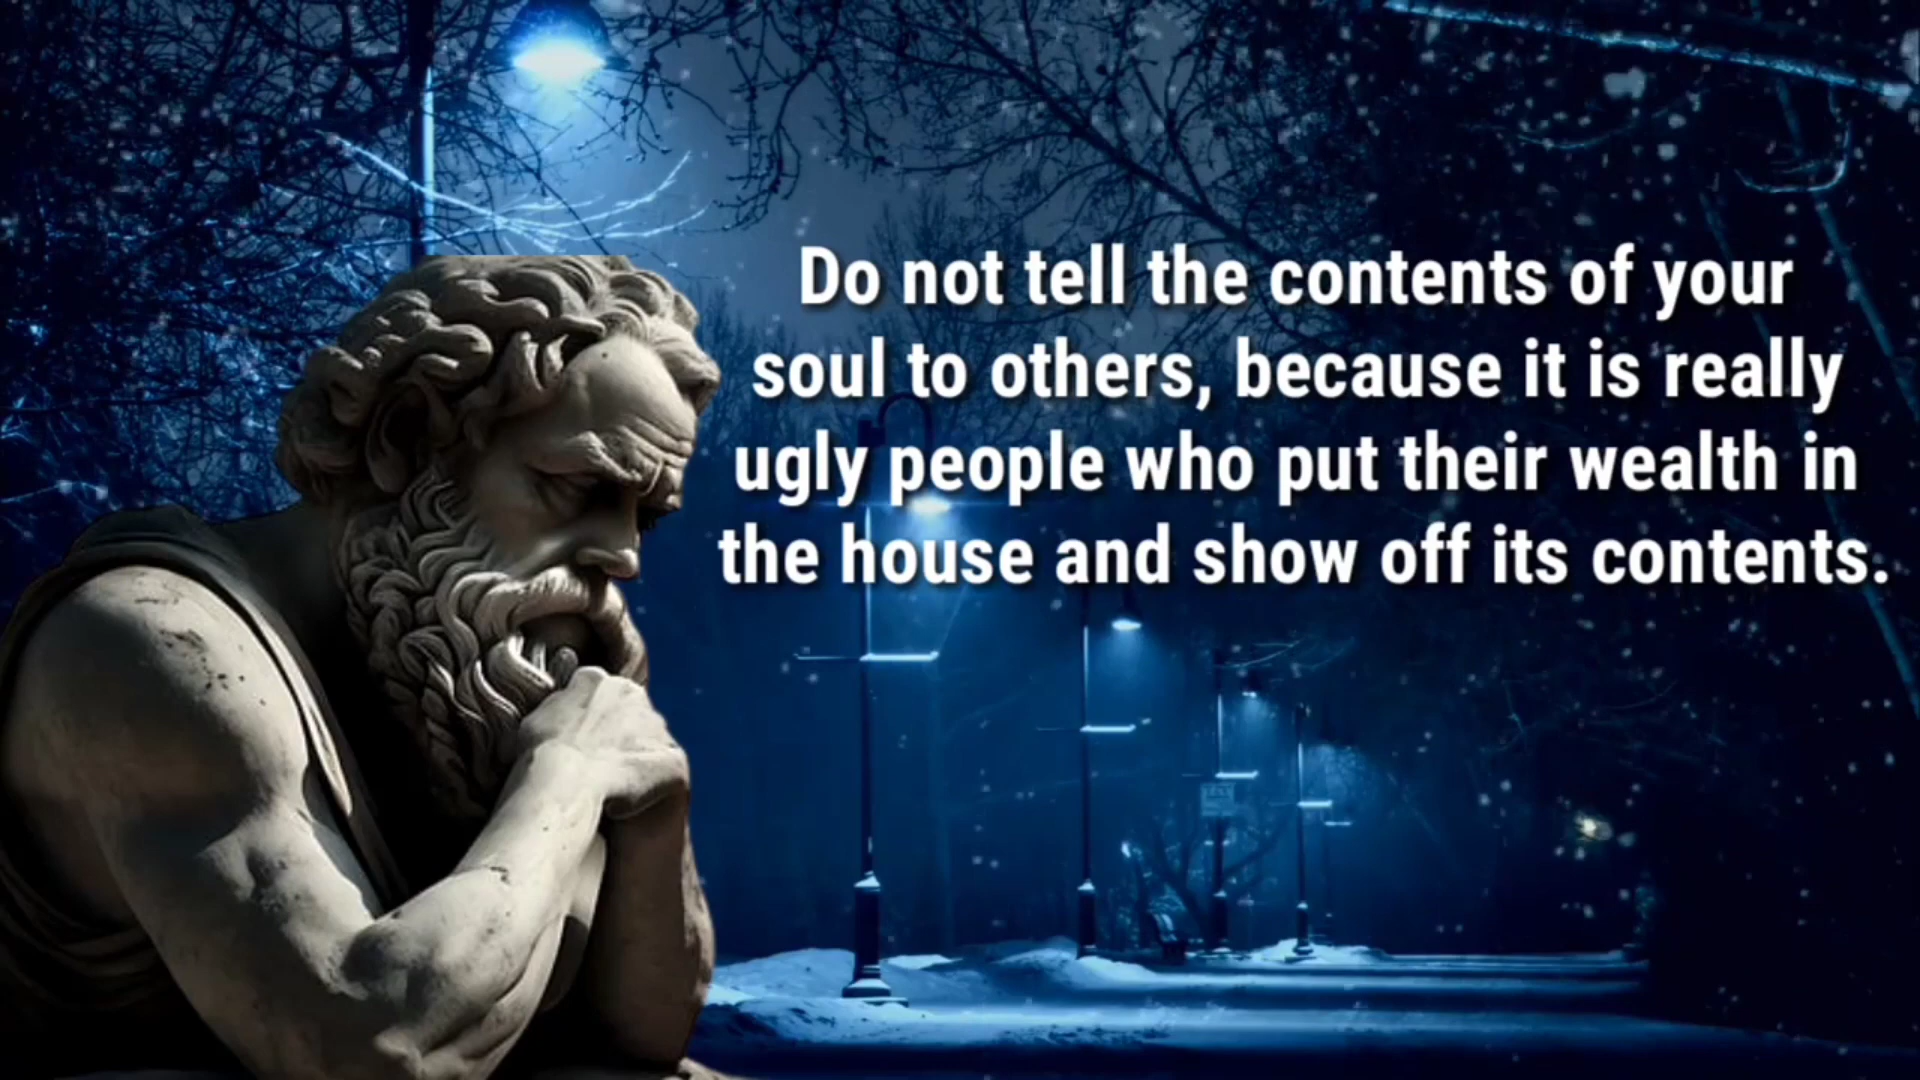 Do not tell the contents of your
soul to others, because it is really
ugly people who put their wealth in
the house and show off its contents.